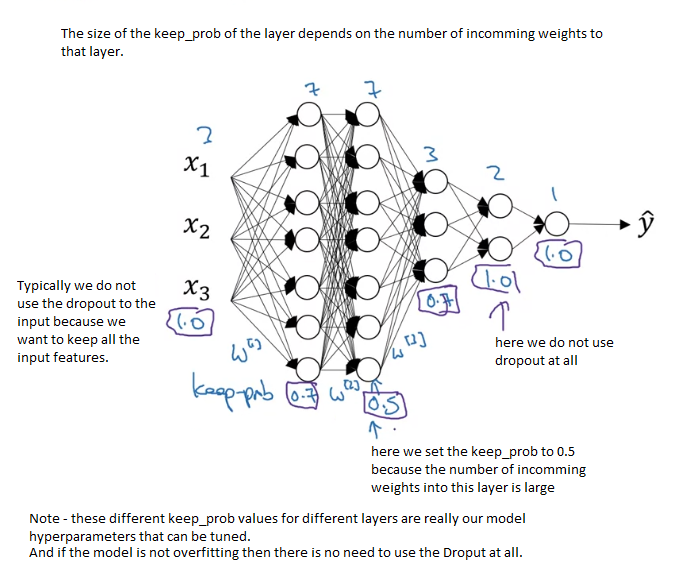 The size of the keep_prob of the layer depends on the number of incomming weights to
that layer.
7 7
3
x1
3
2
1
x2
ŷ
1.0
Typically we do not
use the dropout to the
input because we
want to keep all the
input features.
x3
1.0
0.7
1.0
here we do not use
dropout at all
w[1]
w[3]
keep-prob 0.7 w[2] 0.5
here we set the keep_prob to 0.5
because the number of incomming
weights into this layer is large
Note - these different keep_prob values for different layers are really our model
hyperparameters that can be tuned.
And if the model is not overfitting then there is no need to use the Droput at all.